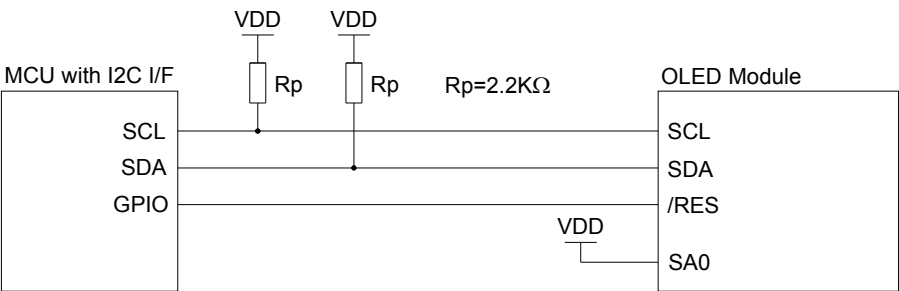 VDD VDD
MCU with I2C I/F Rp Rp Rp=2.2KΩ OLED Module
SCL SCL
SDA SDA
GPIO /RES
VDD
SA0